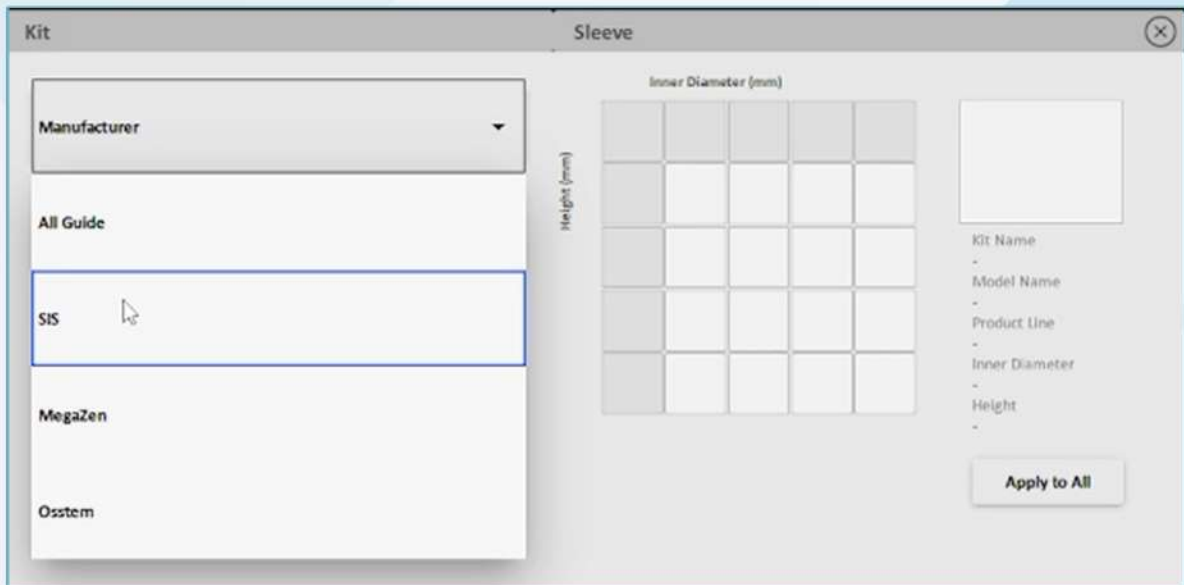 Kit
Sleeve
Manufacturer
All Guide
SIS
MegaZen
Osstem
Inner Diameter (mm)
Height (mm)
Kit Name
-
Model Name
-
Product Line
-
Inner Diameter
-
Height
-
Apply to All